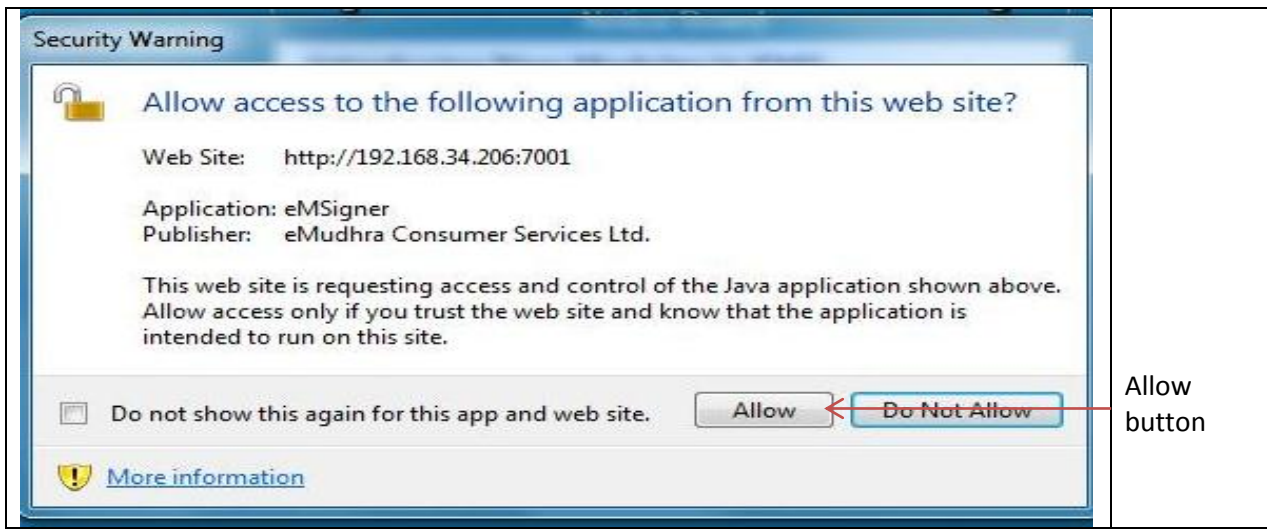 Security Warning
Allow access to the following application from this web site?
Web Site: http://192.168.34.206:7001
Application: eMSigner
Publisher: eMudhra Consumer Services Ltd.
This web site is requesting access and control of the Java application shown above.
Allow access only if you trust the web site and know that the application is
intended to run on this site.
Do not show this again for this app and web site.
Allow
Do Not Allow
More information
Allow
button